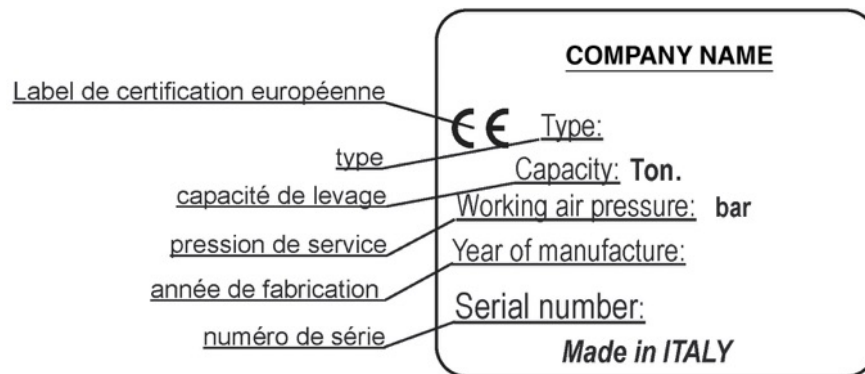 COMPANY NAME
Label de certification européenne
CE Type:
type
Capacity: Ton.
capacité de levage
Working air pressure: bar
pression de service
Year of manufacture:
année de fabrication
Serial number:
numéro de série
Made in ITALY